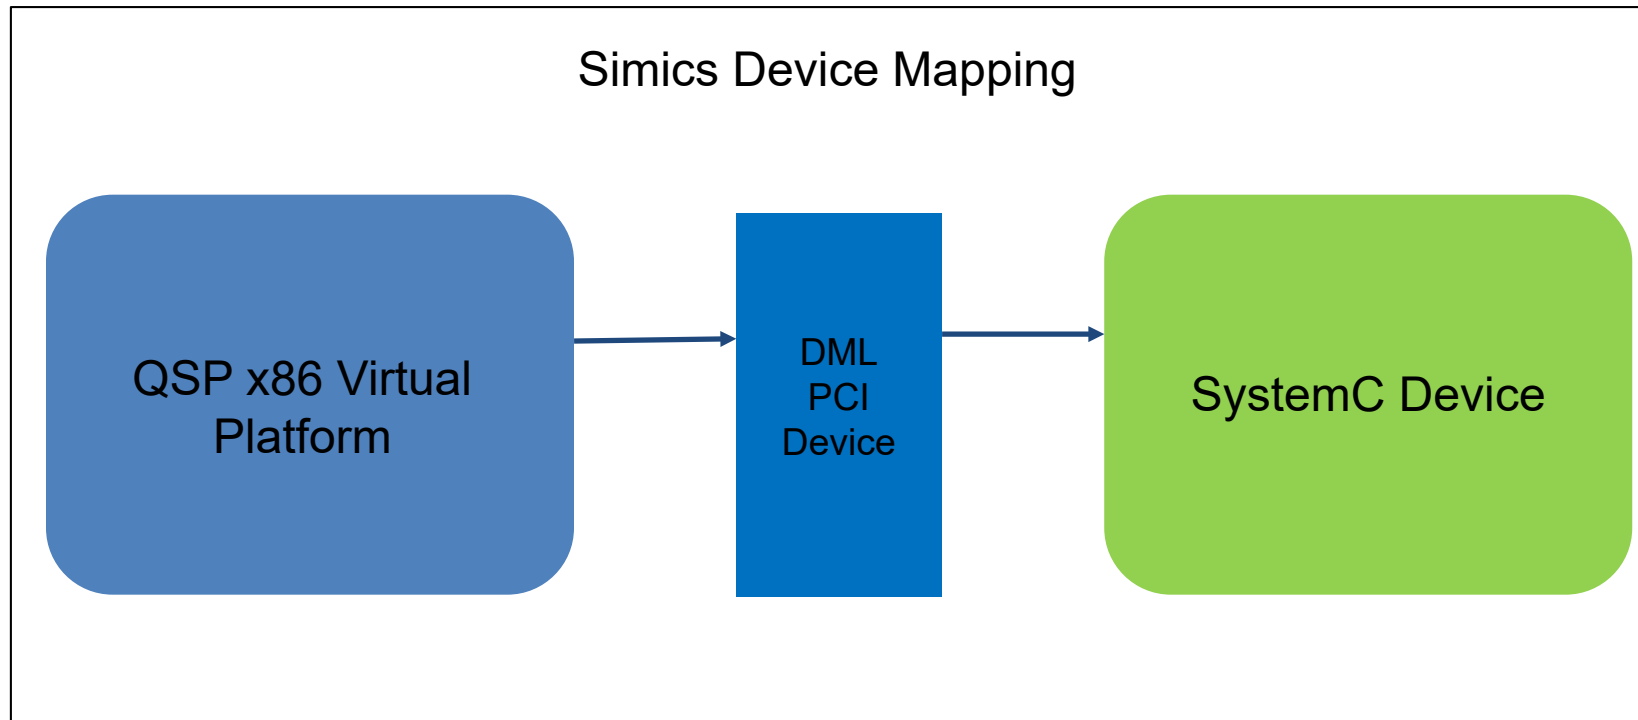 Simics Device Mapping
QSP x86 Virtual
Platform
DML
PCI
Device
SystemC Device